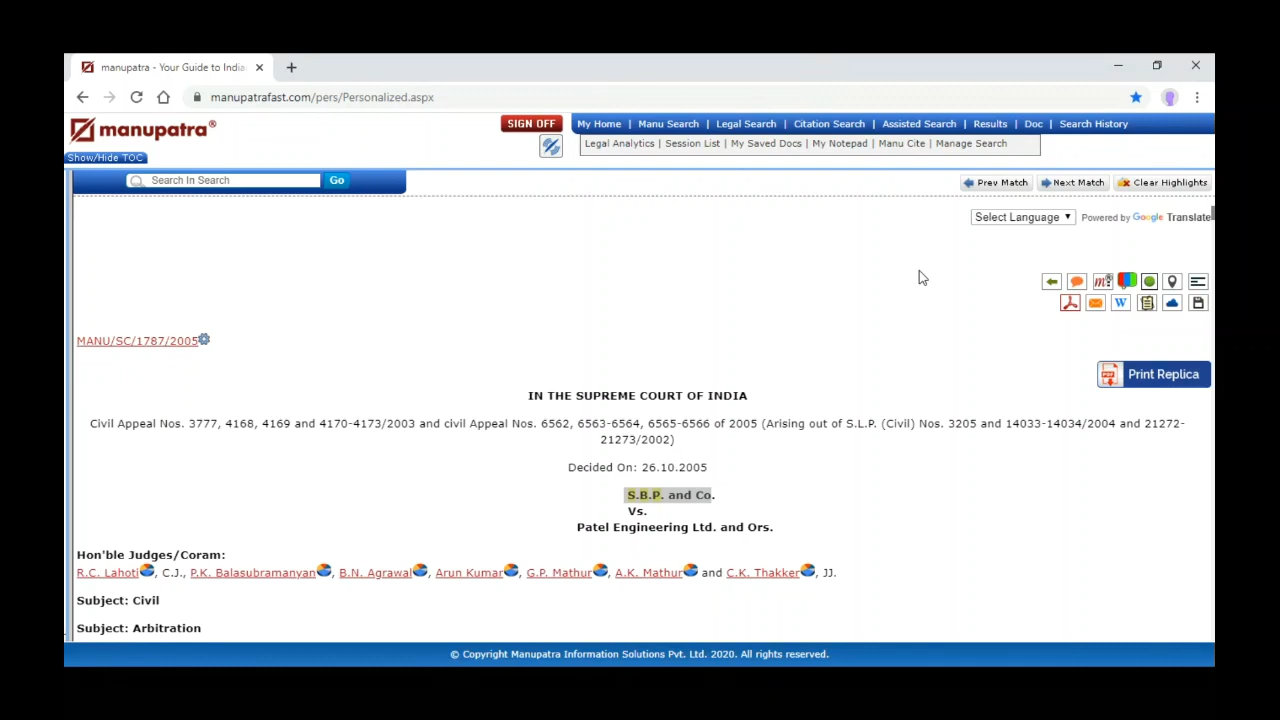 manupatra - Your Guide to India
manupatrafast.com/pers/Personalized.aspx
manupatra®
SIGN OFF
My Home | Manu Search | Legal Search | Citation Search | Assisted Search | Results | Doc | Search History
Legal Analytics | Session List | My Saved Docs | My Notepad | Manu Cite | Manage Search
Show/Hide TOC
Search In Search
Go
Prev Match
Next Match
Clear Highlights
Select Language
Powered by Google Translate
MANU/SC/1787/2005
Print Replica
IN THE SUPREME COURT OF INDIA
Civil Appeal Nos. 3777, 4168, 4169 and 4170-4173/2003 and civil Appeal Nos. 6562, 6563-6564, 6565-6566 of 2005 (Arising out of S.L.P. (Civil) Nos. 3205 and 14033-14034/2004 and 21272-
21273/2002)
Decided On: 26.10.2005
S.B.P. and Co.
Vs.
Patel Engineering Ltd. and Ors.
Hon'ble Judges/Coram:
R.C. Lahoti, C.J., P.K. Balasubramanyan, B.N. Agrawal, Arun Kumar, G.P. Mathur, A.K. Mathur and C.K. Thakker, JJ.
Subject: Civil
Subject: Arbitration
© Copyright Manupatra Information Solutions Pvt. Ltd. 2020. All rights reserved.